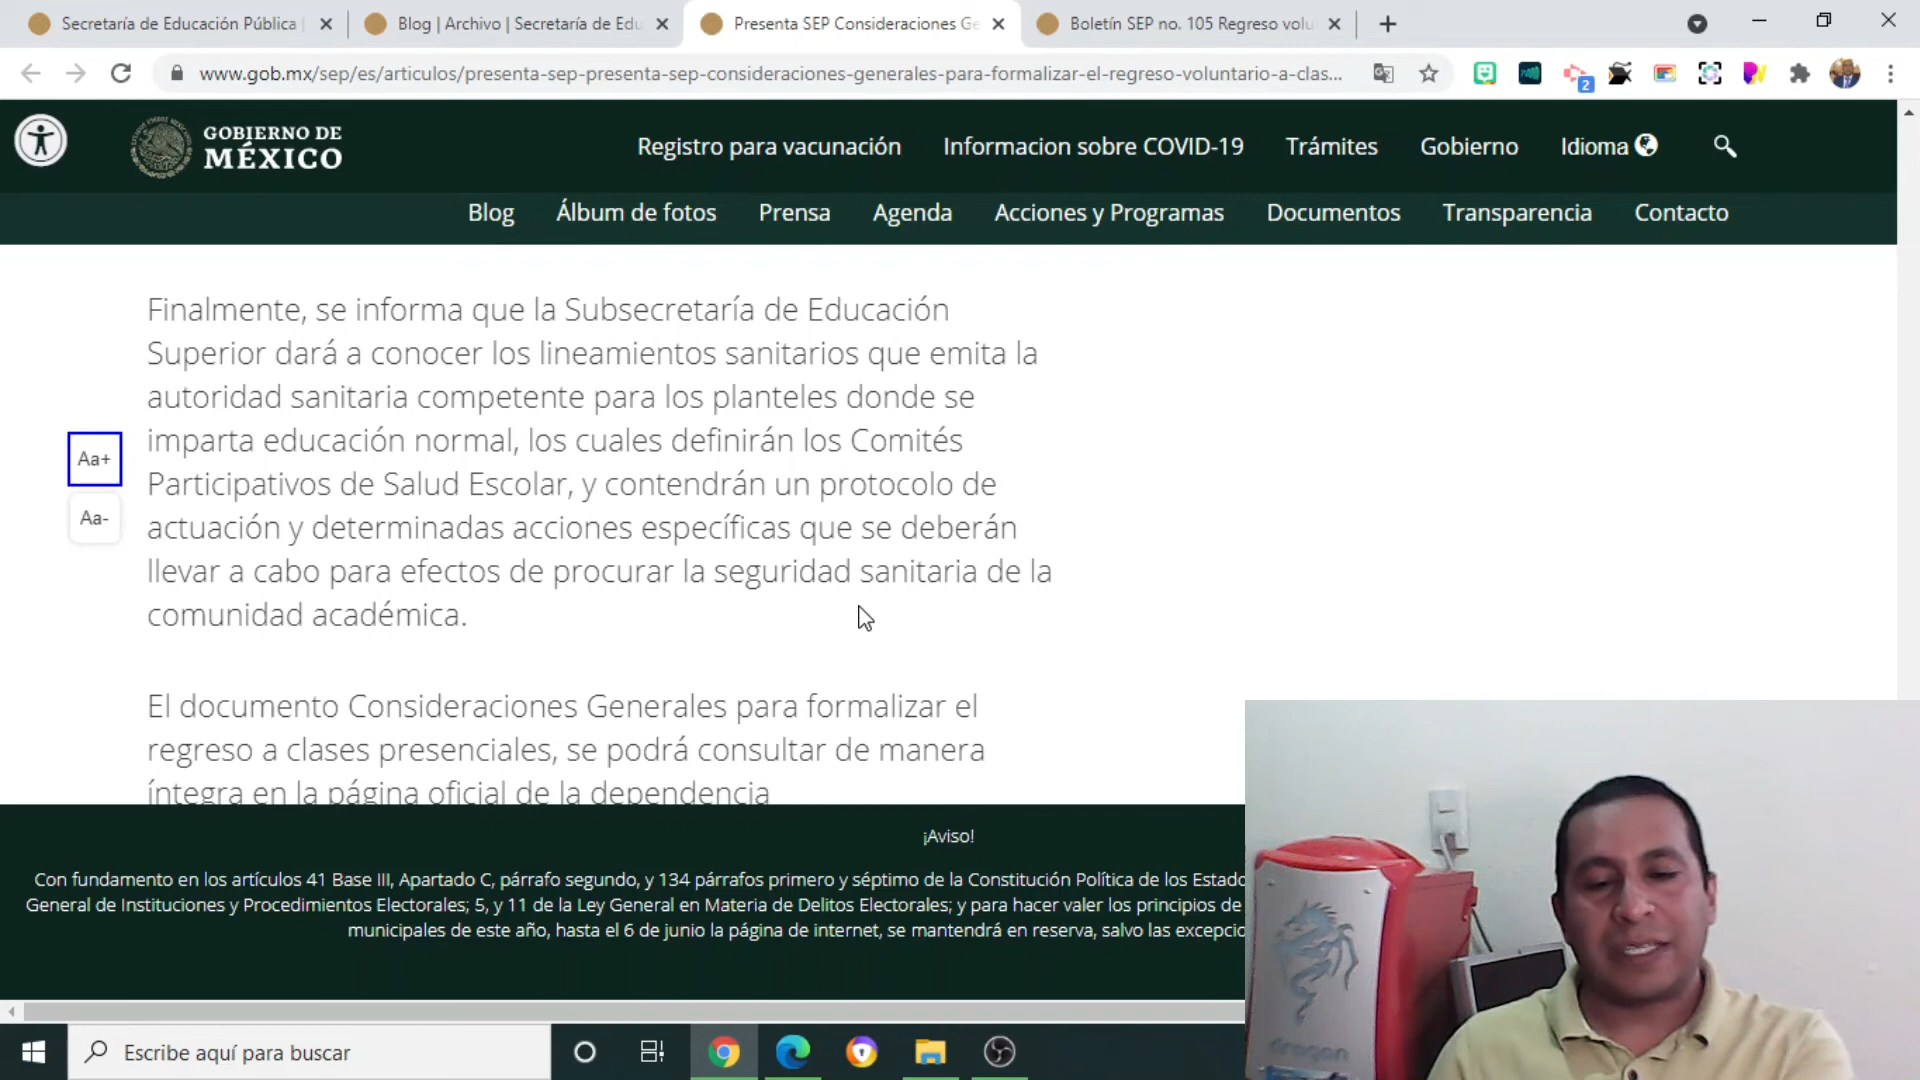 Secretaría de Educación Pública |
Blog | Archivo | Secretaría de Edu
Presenta SEP Consideraciones Ge
Boletín SEP no. 105 Regreso volu
www.gob.mx/sep/es/articulos/presenta-sep-presenta-sep-consideraciones-generales-para-formalizar-el-regreso-voluntario-a-clas...
2
GOBIERNO DE
MÉXICO
Registro para vacunación
Informacion sobre COVID-19
Trámites
Gobierno
Idioma
Blog
Álbum de fotos
Prensa
Agenda
Acciones y Programas
Documentos
Transparencia
Contacto
Aa+
Aa-
Finalmente, se informa que la Subsecretaría de Educación
Superior dará a conocer los lineamientos sanitarios que emita la
autoridad sanitaria competente para los planteles donde se
imparta educación normal, los cuales definirán los Comités
Participativos de Salud Escolar, y contendrán un protocolo de
actuación y determinadas acciones específicas que se deberán
llevar a cabo para efectos de procurar la seguridad sanitaria de la
comunidad académica.
El documento Consideraciones Generales para formalizar el
regreso a clases presenciales, se podrá consultar de manera
íntegra en la página oficial de la dependencia
¡Aviso!
Con fundamento en los artículos 41 Base III, Apartado C, párrafo segundo, y 134 párrafos primero y séptimo de la Constitución Política de los Estado
General de Instituciones y Procedimientos Electorales; 5, y 11 de la Ley General en Materia de Delitos Electorales; y para hacer valer los principios de
municipales de este año, hasta el 6 de junio la página de internet, se mantendrá en reserva, salvo las excepcio
Escribe aquí para buscar
dragon